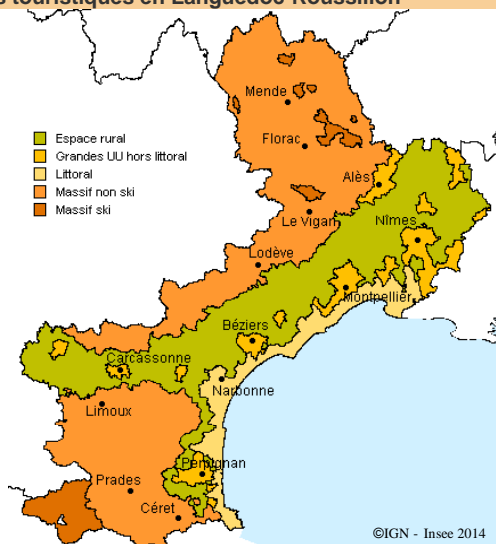 s touristiques en Languedoc-Roussillon
Mende
Florac
Espace rural
Grandes UU hors littoral
Littoral
Massif non ski
Massif ski
Alès
Le Vigan
Nîmes
Lodève
Montpellier
Béziers
Carcassonne
Narbonne
Limoux
Perpignan
Prades
Céret
©IGN - Insee 2014